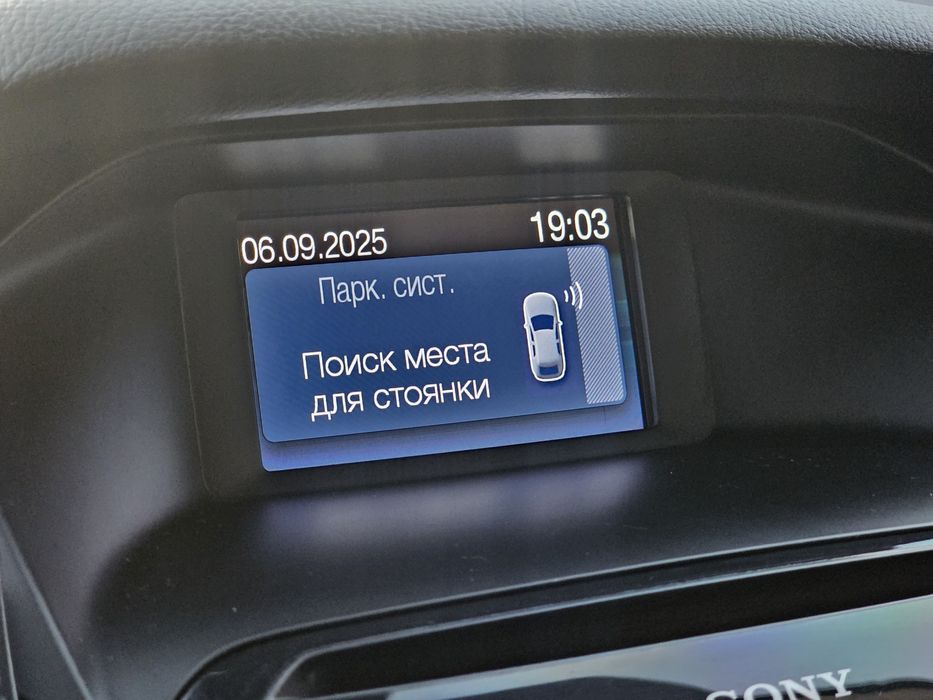 06.09.2025 19:03
Парк. сист.
Поиск места
для стоянки
SONY